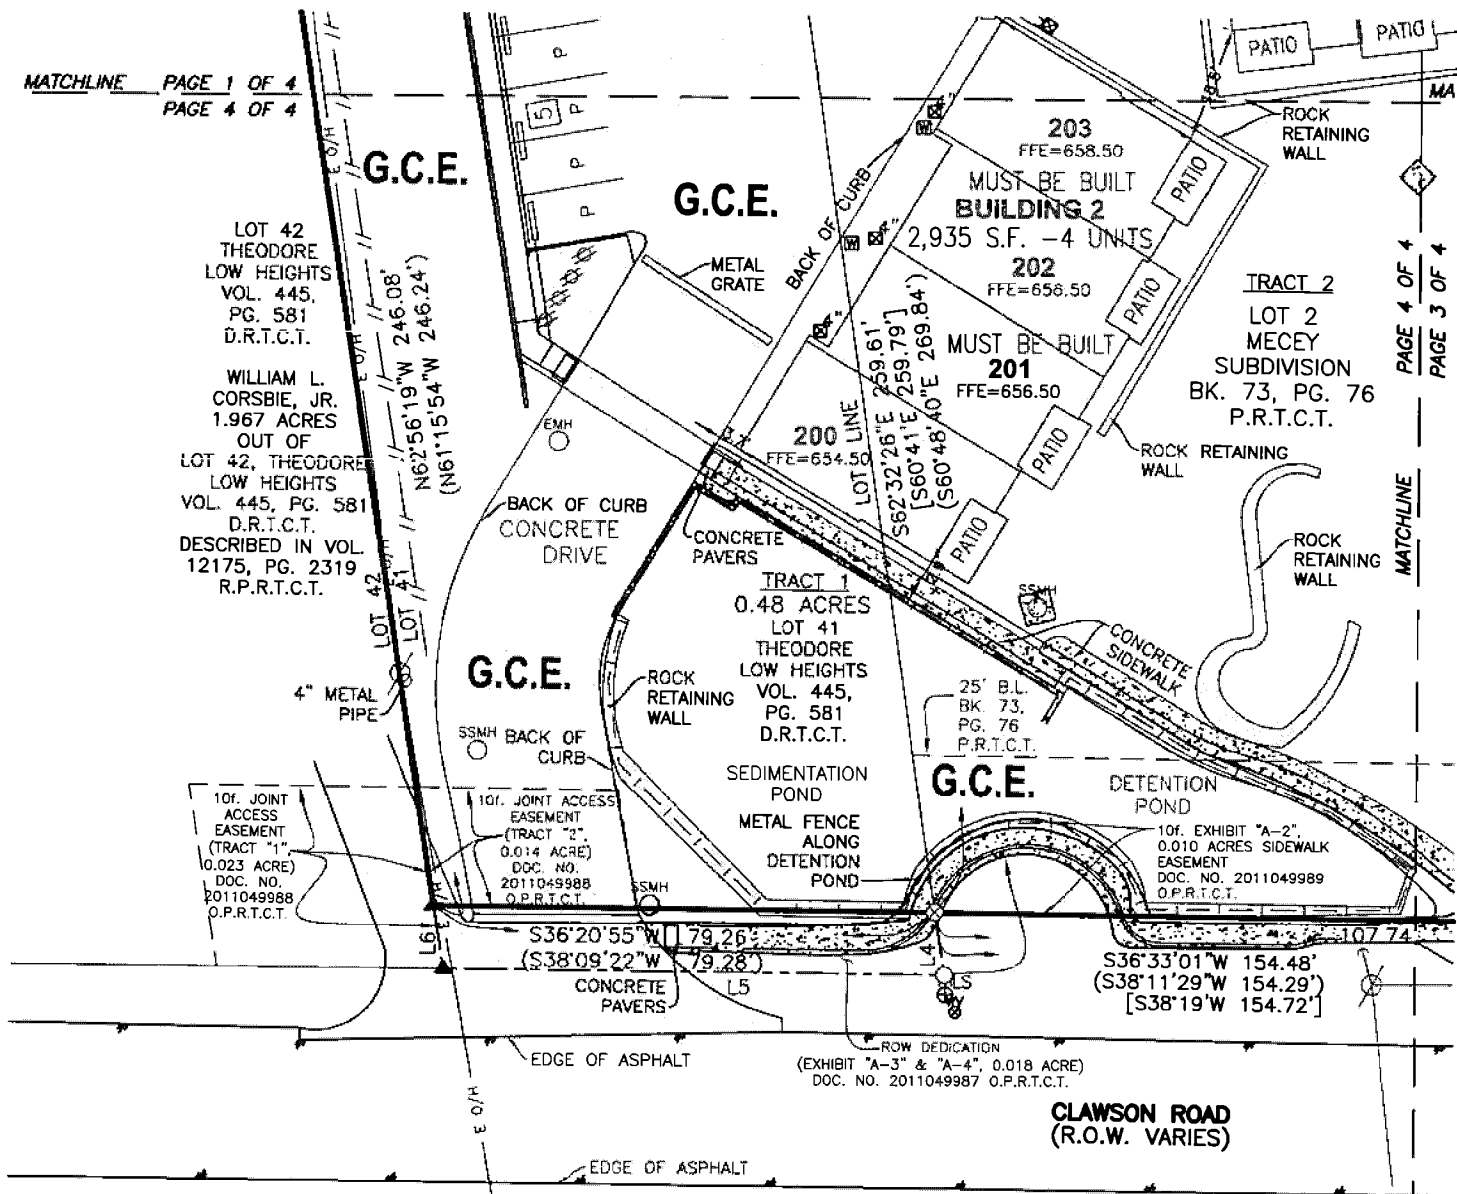 MATCHLINE PAGE 1 OF 4
PAGE 4 OF 4
MA
P
P
P
P
P
5
PATIO
PATIO
ROCK
RETAINING
WALL
G.C.E.
G.C.E.
203
FFE=658.50
MUST BE BUILT
BUILDING 2
2,935 S.F. -4 UNITS
202
FFE=656.50
MUST BE BUILT
201
FFE=656.50
200
FFE=654.50
PATIO
PATIO
PATIO
PATIO
BACK OF CURB
METAL
GRATE
LOT 42
THEODORE
LOW HEIGHTS
VOL. 445,
PG. 581
D.R.T.C.T.
WILLIAM L.
CORSBIE, JR.
1.967 ACRES
OUT OF
LOT 42, THEODORE
LOW HEIGHTS
VOL. 445, PG. 581
D.R.T.C.T.
DESCRIBED IN VOL.
12175, PG. 2319
R.P.R.T.C.T.
N62°56'19"W 246.08'
(N61°15'54"W 246.24')
LOT 42
LOT 41
O/H E
O/H E
O/H E
LOT LINE
S62°32'26"E 259.61'
[S60°41'E 259.79']
(S60°48'40"E 269.84')
TRACT 2
LOT 2
MECEY
SUBDIVISION
BK. 73, PG. 76
P.R.T.C.T.
PAGE 4 OF 4
PAGE 3 OF 4
MATCHLINE
ROCK RETAINING
WALL
ROCK
RETAINING
WALL
EMH
BACK OF CURB
CONCRETE
DRIVE
CONCRETE
PAVERS
TRACT 1
0.48 ACRES
LOT 41
THEODORE
LOW HEIGHTS
VOL. 445,
PG. 581
D.R.T.C.T.
SSMH
CONCRETE
SIDEWALK
4" METAL
PIPE
G.C.E.
ROCK
RETAINING
WALL
25' B.L.
BK. 73,
PG. 76
P.R.T.C.T.
SSMH
BACK OF
CURB
SEDIMENTATION
POND
G.C.E.
DETENTION
POND
METAL FENCE
ALONG
DETENTION
POND
10f. JOINT
ACCESS
EASEMENT
(TRACT "1",
0.023 ACRE)
DOC. NO.
2011049988
O.P.R.T.C.T.
10f. JOINT ACCESS
EASEMENT
(TRACT "2",
0.014 ACRE)
DOC. NO.
2011049988
O.P.R.T.C.T.
10f. EXHIBIT "A-2",
0.010 ACRES SIDEWALK
EASEMENT
DOC. NO. 2011049989
O.P.R.T.C.T.
SSMH
L6
S36°20'55"W 79.26'
(S38°09'22"W 79.28')
L5
L4
CONCRETE
PAVERS
LS
107.74
S36°33'01"W 154.48'
(S38°11'29"W 154.29')
[S38°19'W 154.72']
EDGE OF ASPHALT
ROW DEDICATION
(EXHIBIT "A-3" & "A-4", 0.018 ACRE)
DOC. NO. 2011049987 O.P.R.T.C.T.
CLAWSON ROAD
(R.O.W. VARIES)
O/H E
EDGE OF ASPHALT